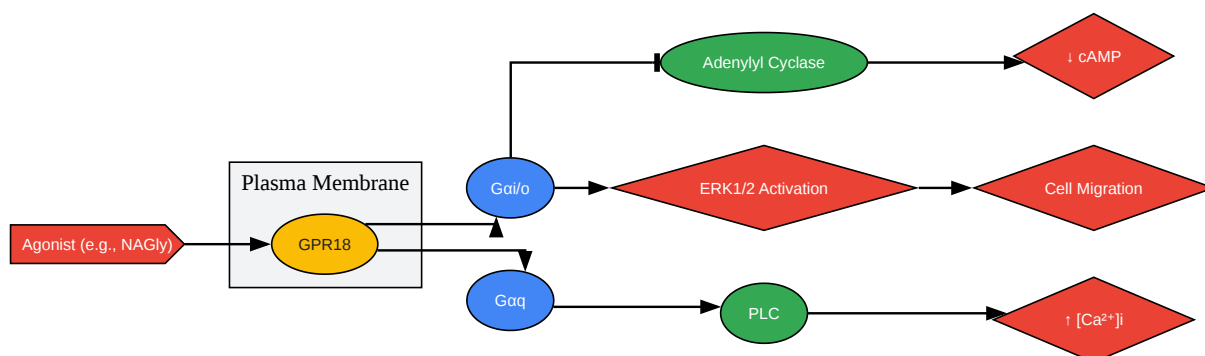 Adenylyl Cyclase
↓ cAMP
Plasma Membrane
Gαi/o
ERK1/2 Activation
Cell Migration
Agonist (e.g., NAGly)
GPR18
Gαq
PLC
↑ [Ca²⁺]i